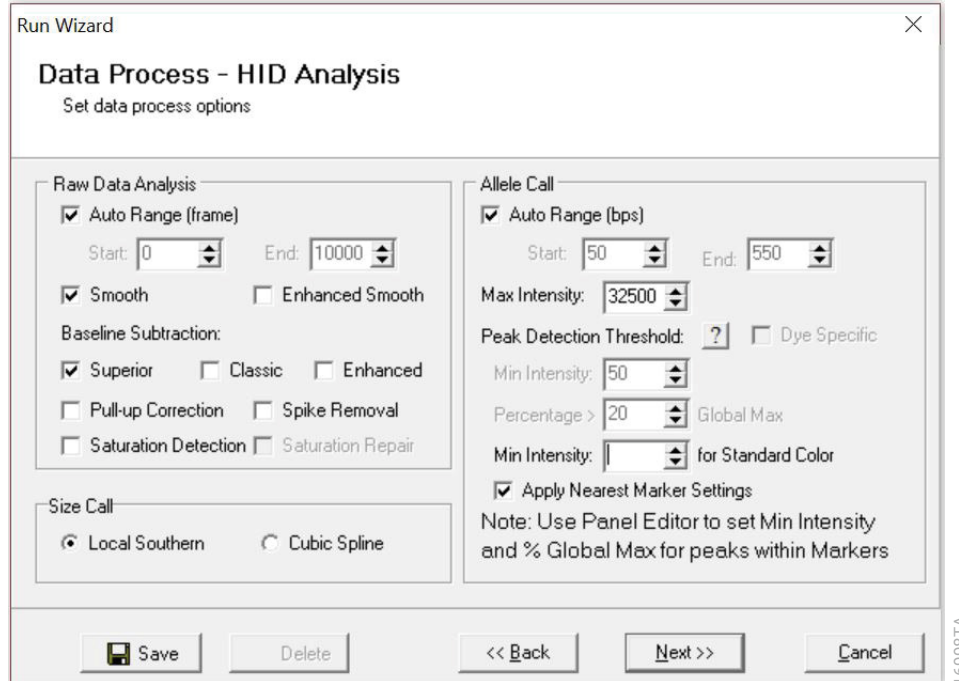 Run Wizard
Data Process - HID Analysis
Set data process options
Raw Data Analysis
Auto Range (frame)
Start: 0 End: 10000
Smooth Enhanced Smooth
Baseline Subtraction:
Superior Classic Enhanced
Pull-up Correction Spike Removal
Saturation Detection Saturation Repair
Size Call
Local Southern Cubic Spline
Allele Call
Auto Range (bps)
Start: 50 End: 550
Max Intensity: 32500
Peak Detection Threshold: ? Dye Specific
Min Intensity: 50
Percentage > 20 Global Max
Min Intensity: for Standard Color
Apply Nearest Marker Settings
Note: Use Panel Editor to set Min Intensity
and % Global Max for peaks within Markers
Save Delete << Back Next >> Cancel